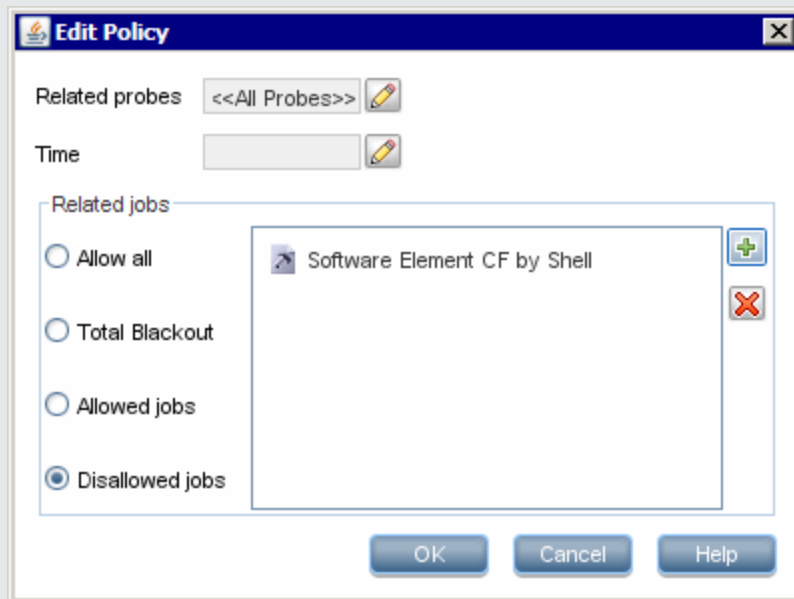 Edit Policy
Related probes <<All Probes>>
Time
Related jobs
Allow all
Software Element CF by Shell
Total Blackout
Allowed jobs
Disallowed jobs
OK Cancel Help